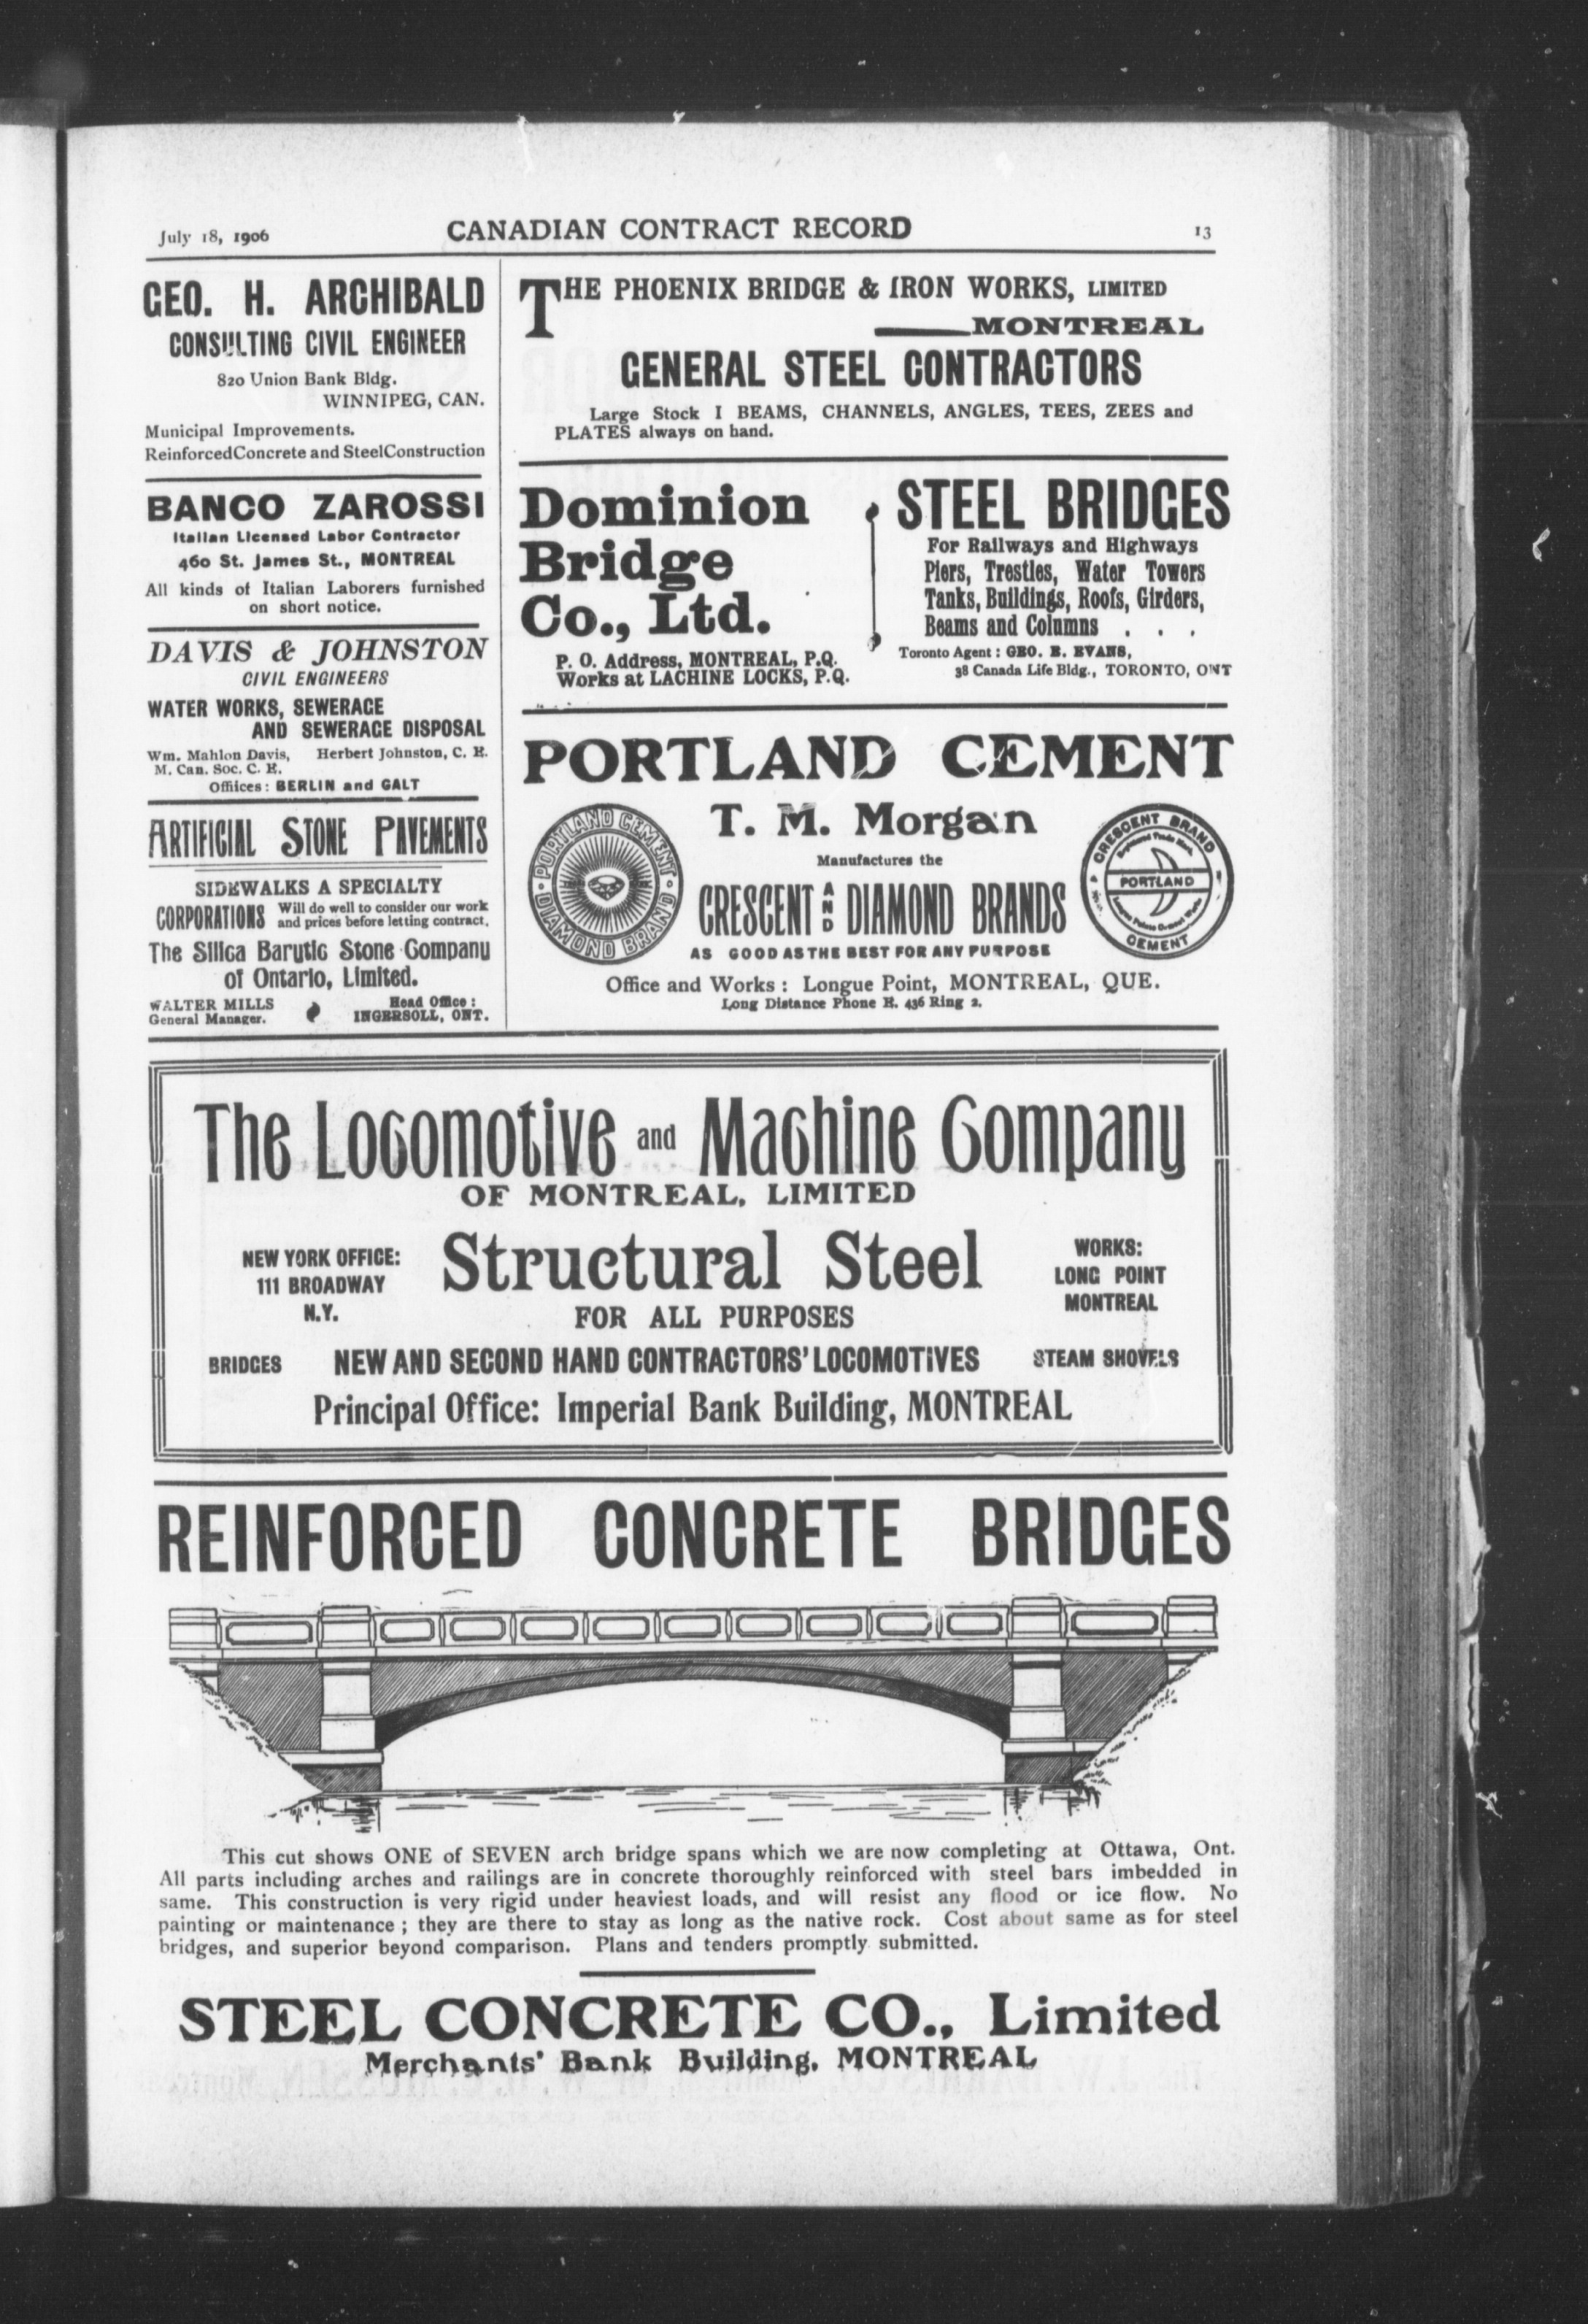 July 18, 1906
CANADIAN CONTRACT RECORD
13
GEO. H. ARCHIBALD
CONSULTING CIVIL ENGINEER
820 Union Bank Bldg.
WINNIPEG, CAN.
Municipal Improvements.
ReinforcedConcrete and SteelConstruction
BANCO ZAROSSI
Italian Licensed Labor Contractor
460 St. James St., MONTREAL
All kinds of Italian Laborers furnished
on short notice.
DAVIS & JOHNSTON
CIVIL ENGINEERS
WATER WORKS, SEWERAGE
AND SEWERAGE DISPOSAL
Wm. Mahlon Davis, Herbert Johnston, C. E.
M. Can. Soc. C. E.
Offiices: BERLIN and GALT
ARTIFICIAL STONE PAVEMENTS
SIDEWALKS A SPECIALTY
CORPORATIONS Will do well to consider our work
and prices before letting contract.
The Silica Barytic Stone Company
of Ontario, Limited.
WALTER MILLS
General Manager.
Head Office:
INGERSOLL, ONT.
THE PHOENIX BRIDGE & IRON WORKS, LIMITED
MONTREAL
GENERAL STEEL CONTRACTORS
Large Stock I BEAMS, CHANNELS, ANGLES, TEES, ZEES and
PLATES always on hand.
Dominion
Bridge
Co., Ltd.
P. O. Address, MONTREAL, P.Q.
Works at LACHINE LOCKS, P.Q.
STEEL BRIDGES
For Railways and Highways
Piers, Trestles, Water Towers
Tanks, Buildings, Roofs, Girders,
Beams and Columns . . .
Toronto Agent: GEO. E. EVANS,
38 Canada Life Bldg., TORONTO, ONT
PORTLAND CEMENT
T. M. Morgan
Manufactures the
CRESCENT AND DIAMOND BRANDS
AS GOOD AS THE BEST FOR ANY PURPOSE
PORTLAND CEMENT
DIAMOND BRAND
CRESCENT BRAND
Registered Trade Mark
PORTLAND
Longue Pointe Cement Works
CEMENT
Office and Works: Longue Point, MONTREAL, QUE.
Long Distance Phone E. 436 Ring 2.
The Locomotive and Machine Company
OF MONTREAL, LIMITED
NEW YORK OFFICE:
111 BROADWAY
N.Y.
Structural Steel
FOR ALL PURPOSES
WORKS:
LONG POINT
MONTREAL
BRIDGES NEW AND SECOND HAND CONTRACTORS' LOCOMOTIVES STEAM SHOVELS
Principal Office: Imperial Bank Building, MONTREAL
REINFORCED CONCRETE BRIDGES
This cut shows ONE of SEVEN arch bridge spans which we are now completing at Ottawa, Ont.
All parts including arches and railings are in concrete thoroughly reinforced with steel bars imbedded in
same. This construction is very rigid under heaviest loads, and will resist any flood or ice flow. No
painting or maintenance; they are there to stay as long as the native rock. Cost about same as for steel
bridges, and superior beyond comparison. Plans and tenders promptly submitted.
STEEL CONCRETE CO., Limited
Merchants' Bank Building, MONTREAL